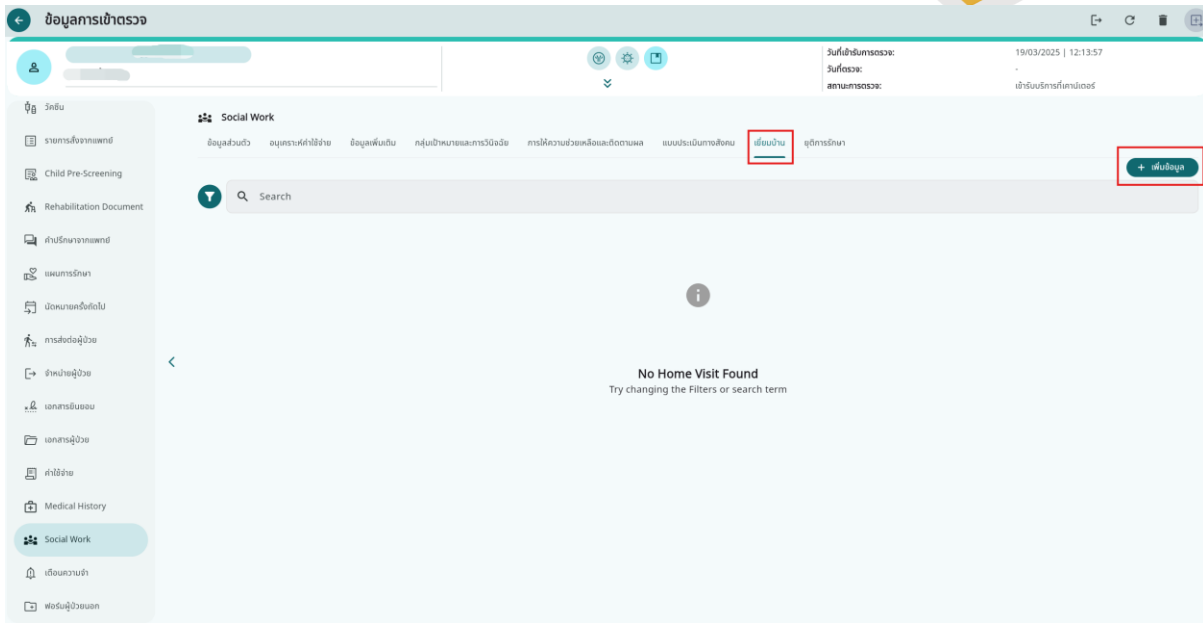 ข้อมูลการเข้าตรวจ
วันที่เข้ารับการตรวจ: 19/03/2025 | 12:13:57
วันที่ตรวจ: -
สถานะการตรวจ: เข้ารับบริการที่เคาน์เตอร์
วัคซีน
รายการสั่งจากแพทย์
Child Pre-Screening
Rehabilitation Document
คำปรึกษาจากแพทย์
แผนการรักษา
นัดหมายครั้งถัดไป
การส่งต่อผู้ป่วย
จำหน่ายผู้ป่วย
เอกสารยินยอม
เอกสารผู้ป่วย
ค่าใช้จ่าย
Medical History
Social Work
เตือนความจำ
ฟอร์มผู้ป่วยนอก
Social Work
ข้อมูลส่วนตัว อนุเคราะห์ค่าใช้จ่าย ข้อมูลเพิ่มเติม กลุ่มเป้าหมายและการวินิจฉัย การให้ความช่วยเหลือและติดตามผล แบบประเมินทางสังคม เยี่ยมบ้าน ยุติการรักษา
+ เพิ่มข้อมูล
Search
No Home Visit Found
Try changing the Filters or search term